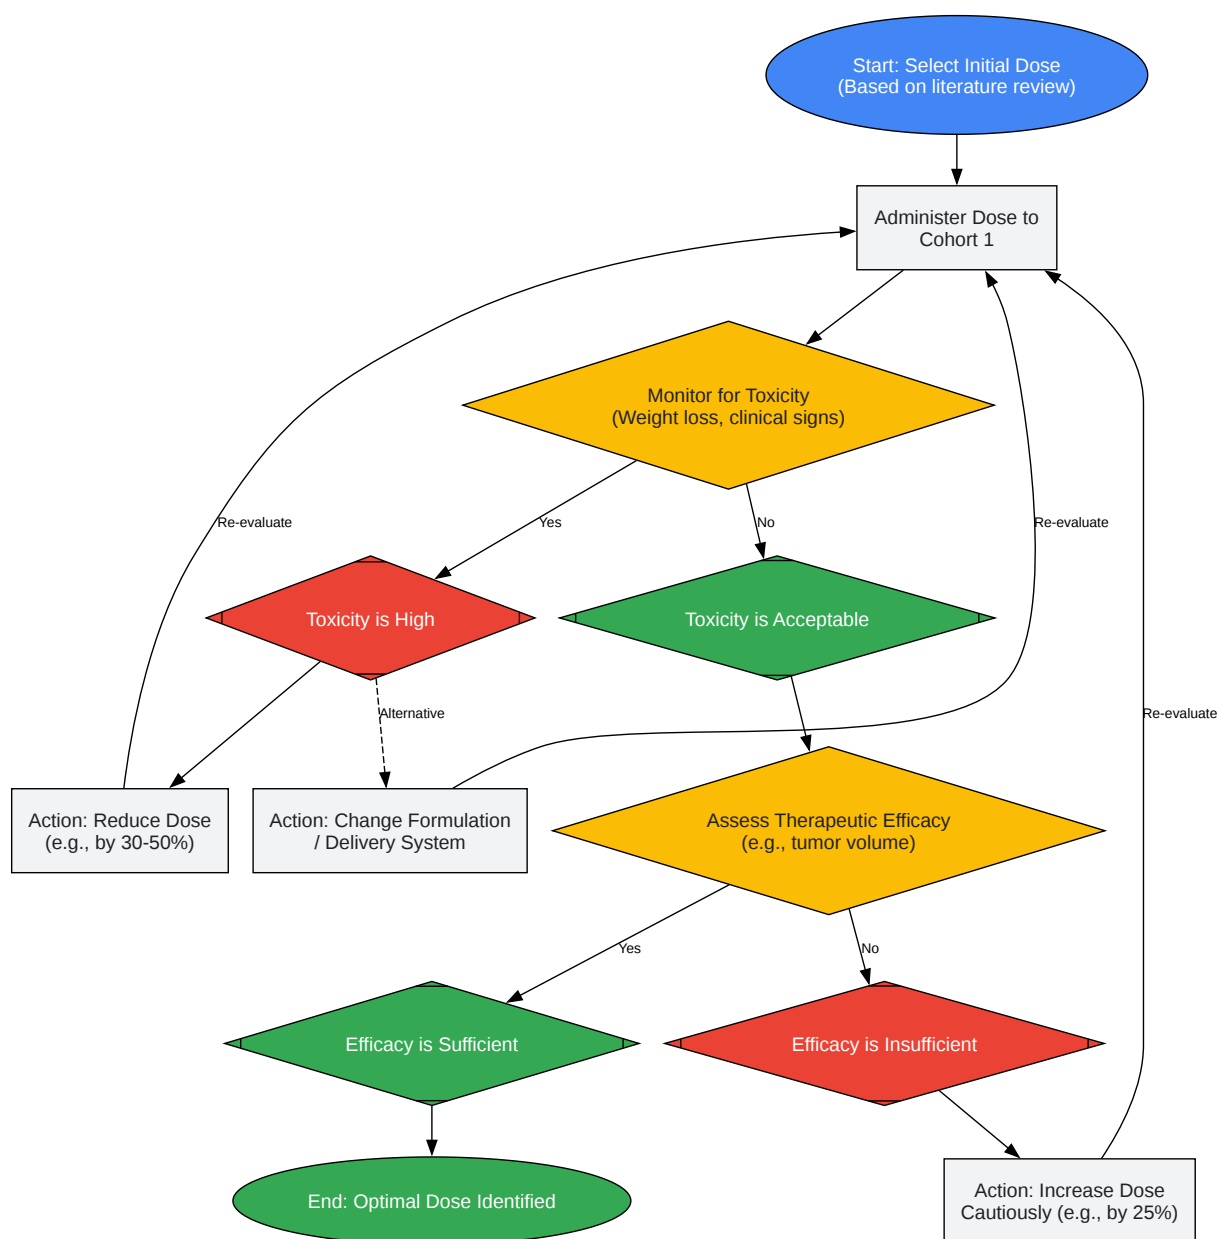 Start: Select Initial Dose
(Based on literature review)
Administer Dose to
Cohort 1
Monitor for Toxicity
(Weight loss, clinical signs)
Re-evaluate
Yes
No
Re-evaluate
Toxicity is High
Toxicity is Acceptable
Alternative
Re-evaluate
Action: Reduce Dose
(e.g., by 30-50%)
Action: Change Formulation
/ Delivery System
Assess Therapeutic Efficacy
(e.g., tumor volume)
Yes
No
Efficacy is Sufficient
Efficacy is Insufficient
End: Optimal Dose Identified
Action: Increase Dose
Cautiously (e.g., by 25%)